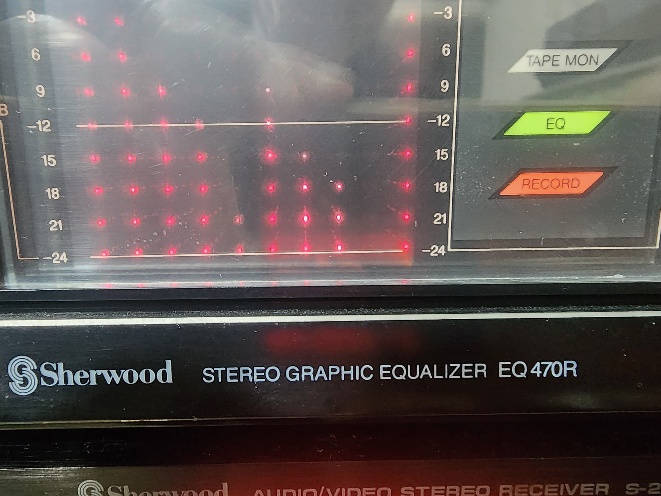 -3 -3
6 6
TAPE MON
9 9
B
-12 -12
EQ
15 15
18 18
RECORD
21 21
-24 -24
Sherwood STEREO GRAPHIC EQUALIZER EQ 470R
Sherwood AUDIO/VIDEO STEREO RECEIVER S-2